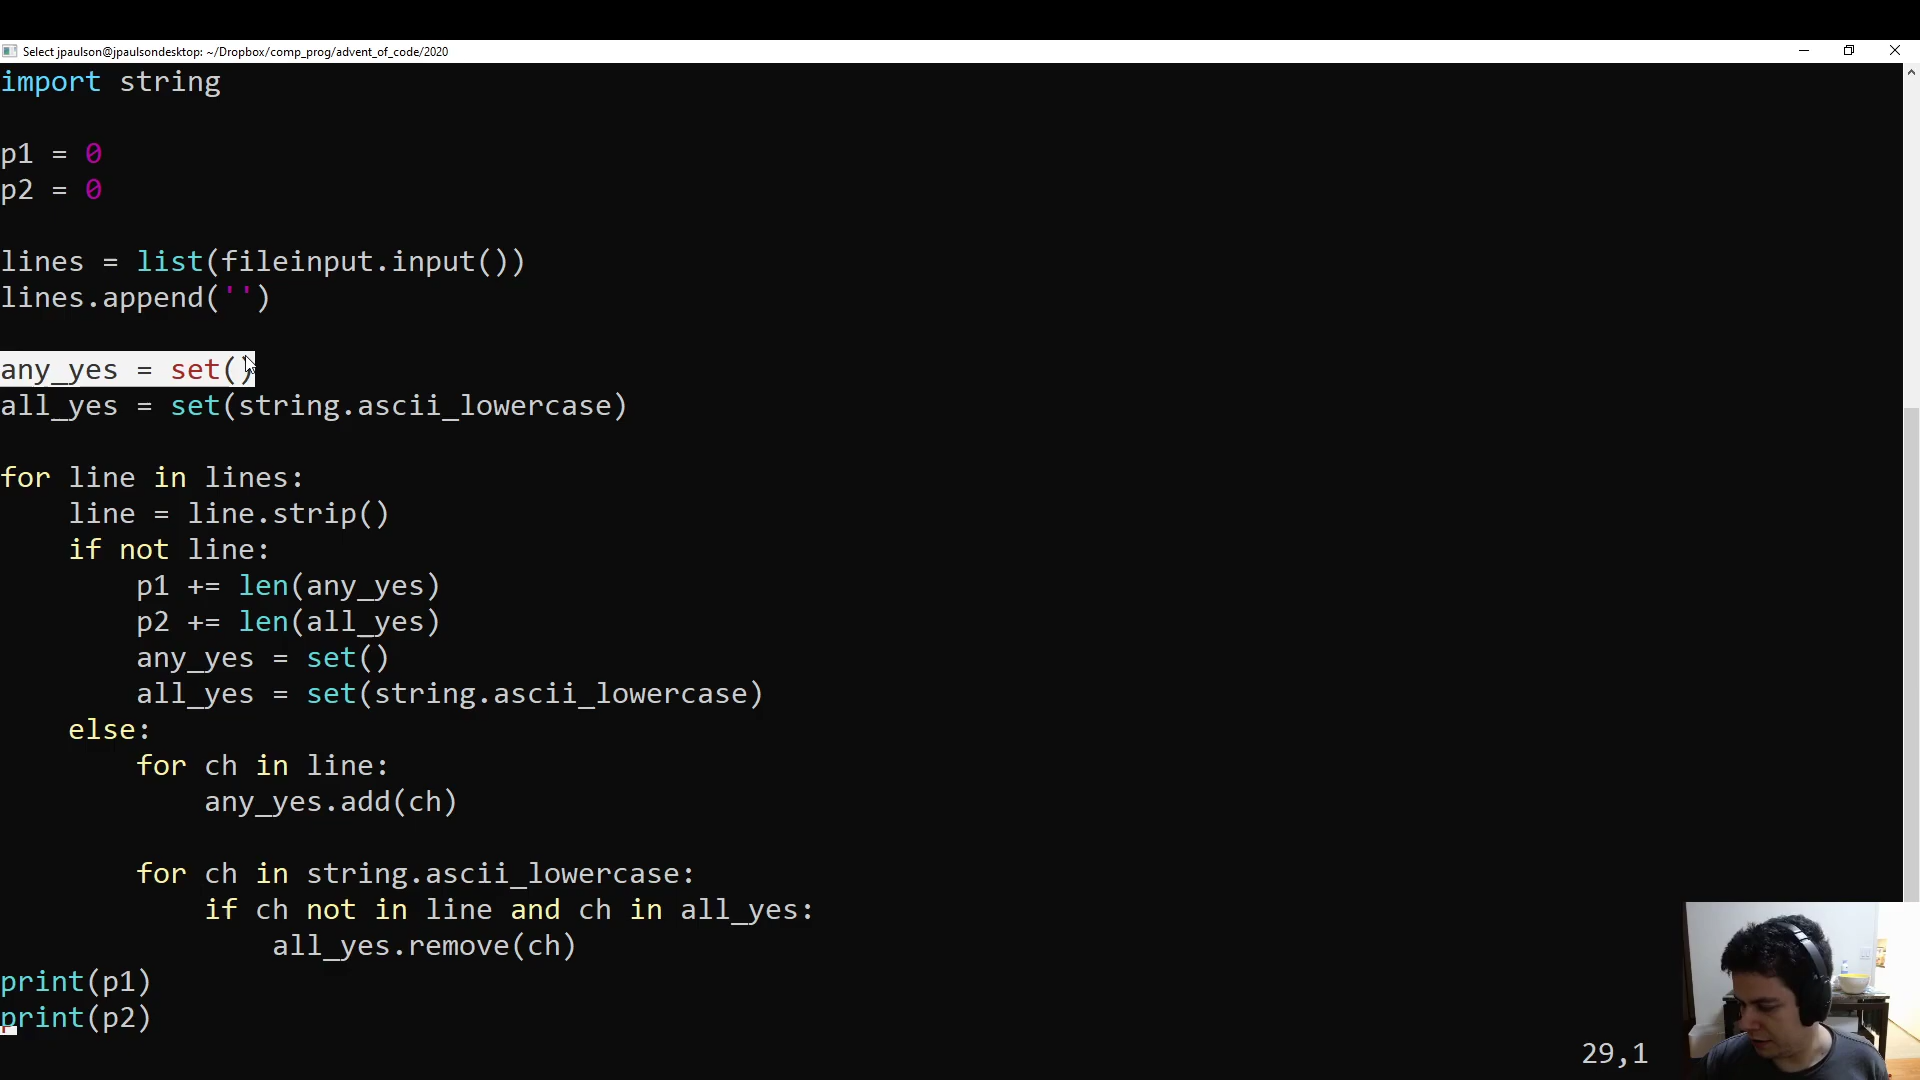 Select jpaulson@jpaulsondesktop: ~/Dropbox/comp_prog/advent_of_code/2020
import string
p1 = 0
p2 = 0
lines = list(fileinput.input())
lines.append('')
any_yes = set()
all_yes = set(string.ascii_lowercase)
for line in lines:
    line = line.strip()
    if not line:
        p1 += len(any_yes)
        p2 += len(all_yes)
        any_yes = set()
        all_yes = set(string.ascii_lowercase)
    else:
        for ch in line:
            any_yes.add(ch)
        for ch in string.ascii_lowercase:
            if ch not in line and ch in all_yes:
                all_yes.remove(ch)
print(p1)
print(p2)
29,1